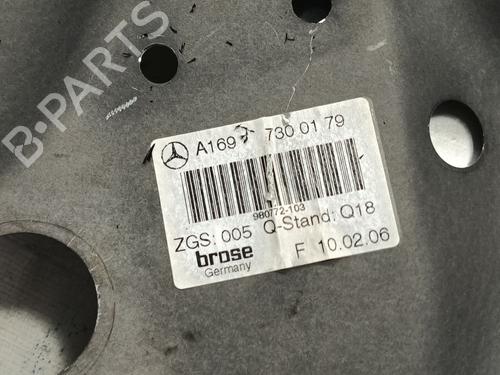 B-PARTS
A169 730 01 79
980772-103
ZGS: 005 Q-Stand: Q18
brose
Germany
F 10.02.06